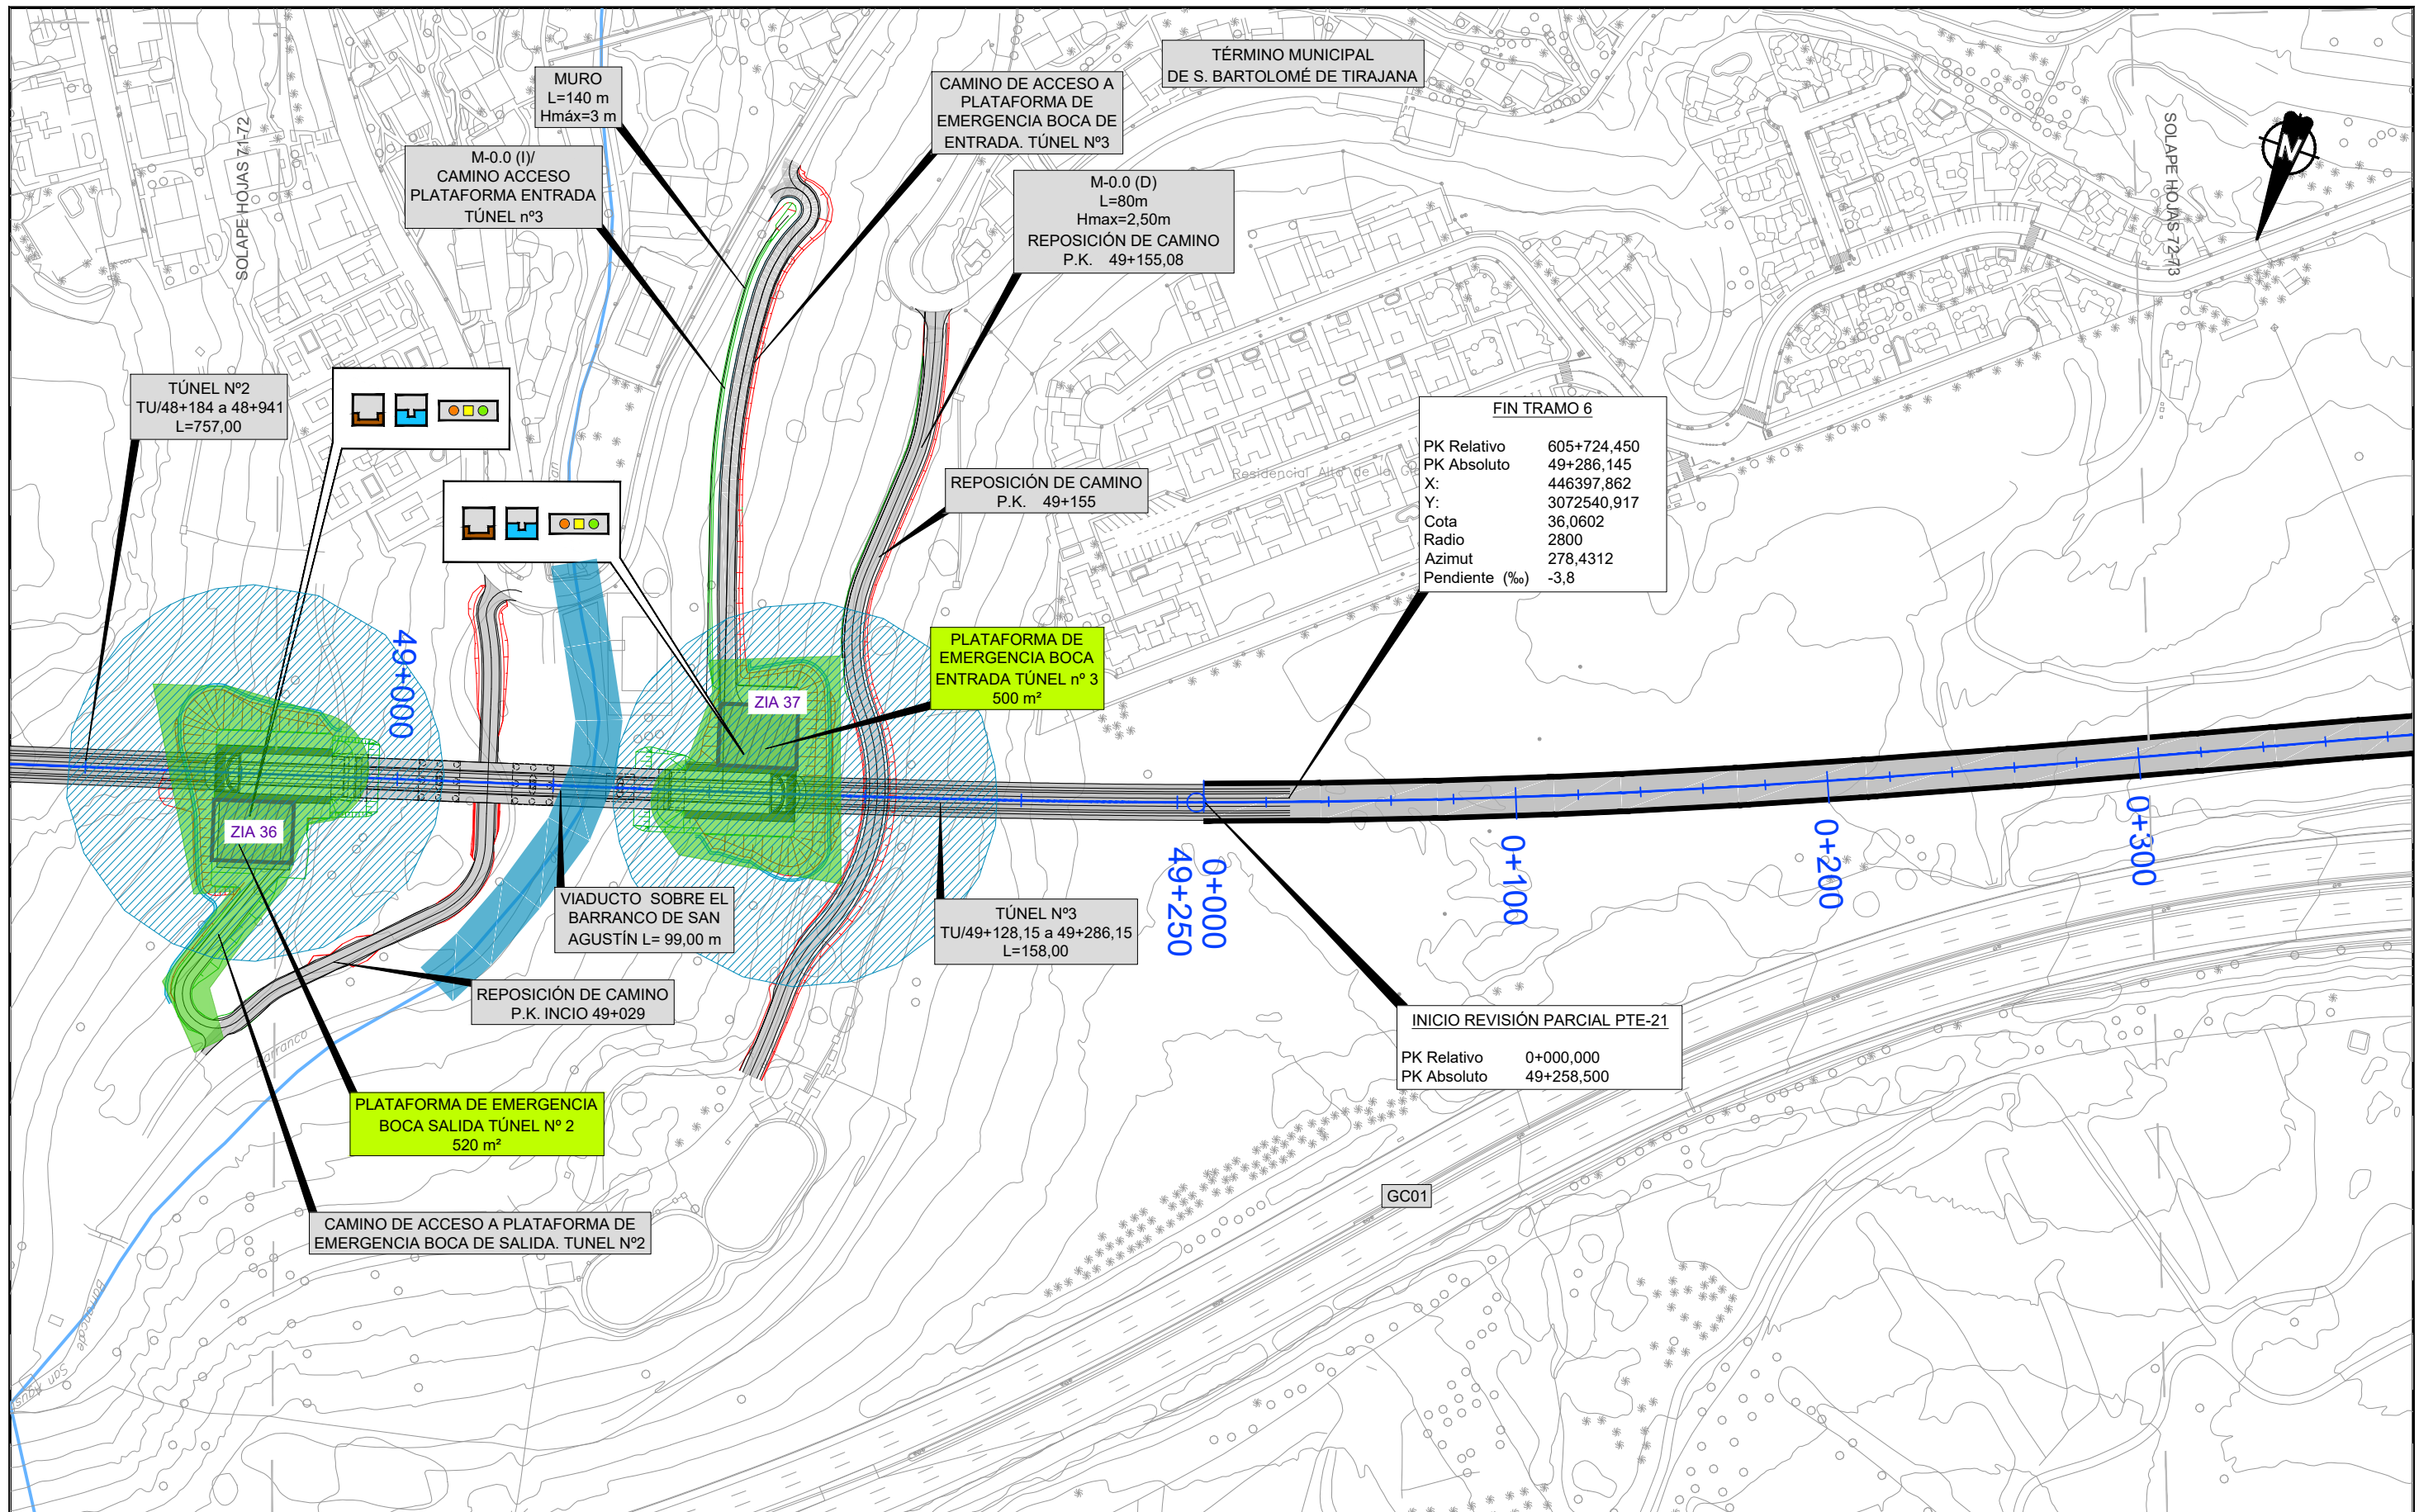 TÉRMINO MUNICIPAL
DE S. BARTOLOMÉ DE TIRAJANA
MURO
L=140 m
Hmáx=3 m
CAMINO DE ACCESO A
PLATAFORMA DE
EMERGENCIA BOCA DE
ENTRADA. TÚNEL Nº3
M-0.0 (I)/
CAMINO ACCESO
PLATAFORMA ENTRADA
TÚNEL nº3
M-0.0 (D)
L=80m
Hmax=2,50m
REPOSICIÓN DE CAMINO
P.K. 49+155,08
SOLAPE HOJAS 71-72
SOLAPE HOJAS 72-73
N
TÚNEL Nº2
TU/48+184 a 48+941
L=757,00
FIN TRAMO 6
PK Relativo 605+724,450
PK Absoluto 49+286,145
X: 446397,862
Y: 3072540,917
Cota 36,0602
Radio 2800
Azimut 278,4312
Pendiente (‰) -3,8
REPOSICIÓN DE CAMINO
P.K. 49+155
Residencial Alto de la
PLATAFORMA DE
EMERGENCIA BOCA
ENTRADA TÚNEL nº 3
500 m²
49+000
ZIA 37
ZIA 36
VIADUCTO SOBRE EL
BARRANCO DE SAN
AGUSTÍN L= 99,00 m
TÚNEL Nº3
TU/49+128,15 a 49+286,15
L=158,00
49+250
0+000
0+100
0+200
0+300
REPOSICIÓN DE CAMINO
P.K. INCIO 49+029
INICIO REVISIÓN PARCIAL PTE-21
PK Relativo 0+000,000
PK Absoluto 49+258,500
Barranco
PLATAFORMA DE EMERGENCIA
BOCA SALIDA TÚNEL Nº 2
520 m²
GC01
CAMINO DE ACCESO A PLATAFORMA DE
EMERGENCIA BOCA DE SALIDA. TUNEL Nº2
Barranco de
San